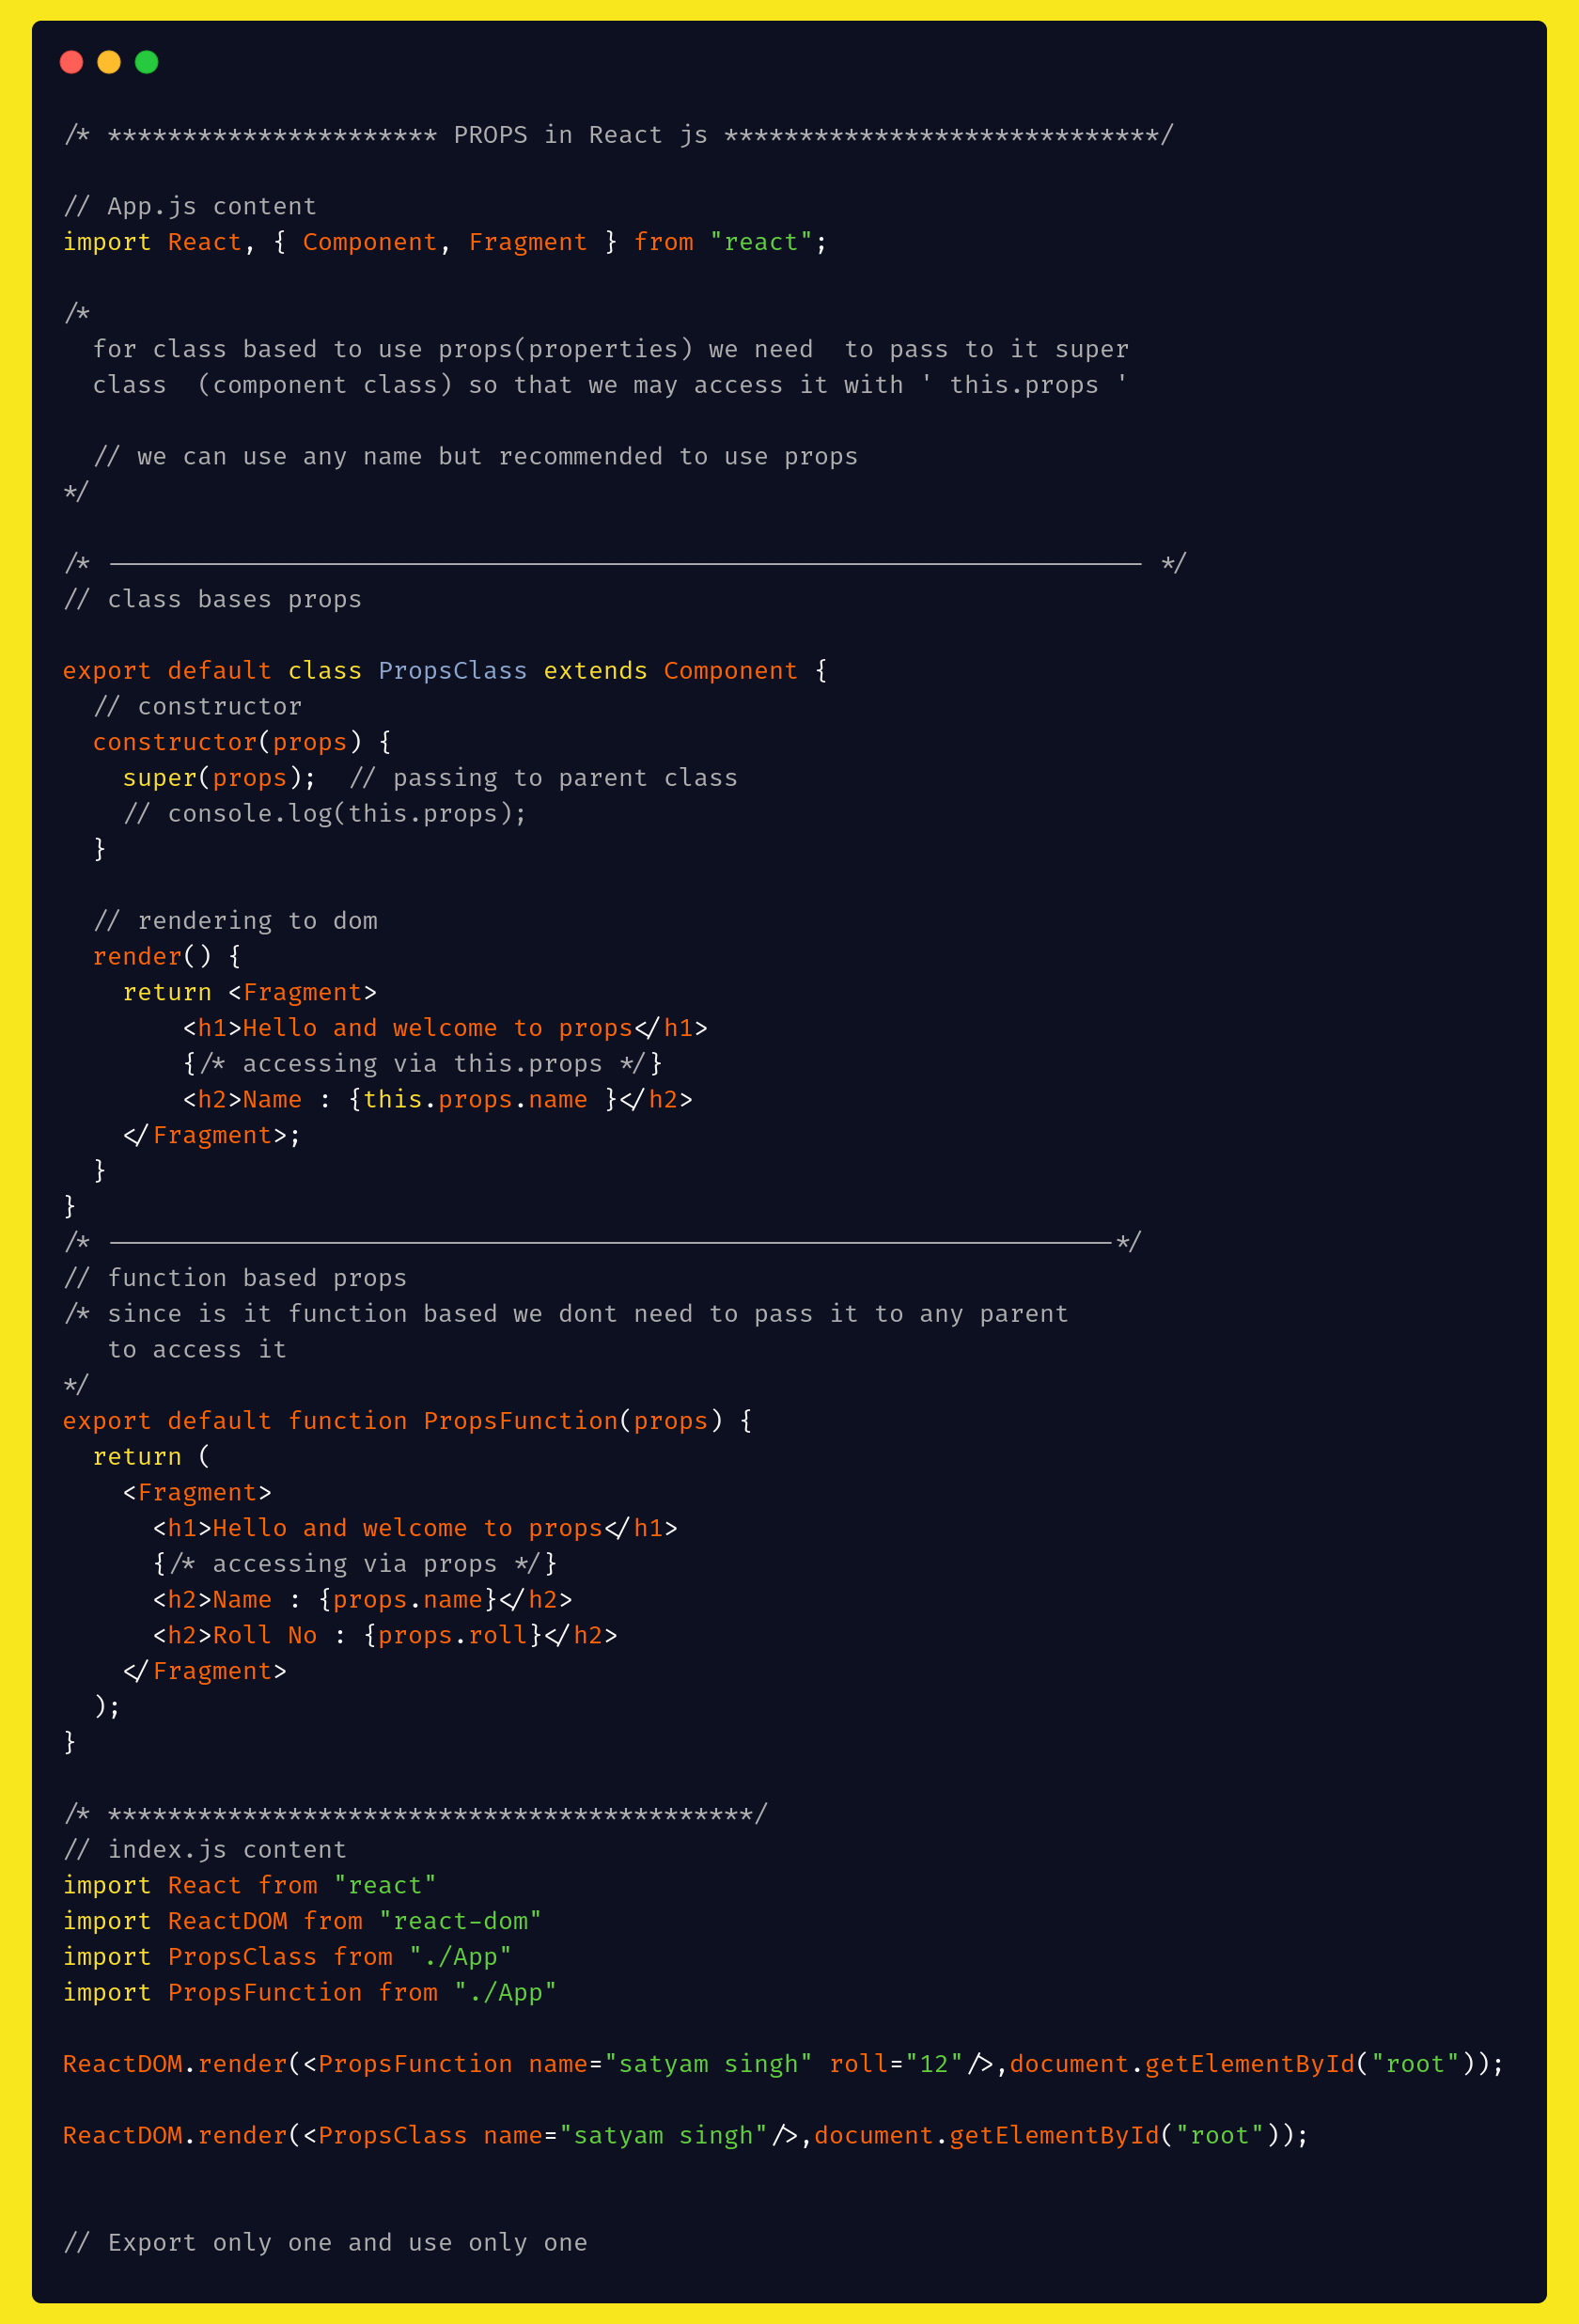 /* ********************** PROPS in React js *****************************/
// App.js content
import React, { Component, Fragment } from "react";
/*
  for class based to use props(properties) we need  to pass to it super
  class  (component class) so that we may access it with ' this.props '
  // we can use any name but recommended to use props
*/
/* --------------------------------------------------------------------- */
// class bases props
export default class PropsClass extends Component {
  // constructor
  constructor(props) {
    super(props);  // passing to parent class
    // console.log(this.props);
  }
  // rendering to dom
  render() {
    return <Fragment>
        <h1>Hello and welcome to props</h1>
        {/* accessing via this.props */}
        <h2>Name : {this.props.name }</h2>
    </Fragment>;
  }
}
/* -------------------------------------------------------------------*/
// function based props
/* since is it function based we dont need to pass it to any parent
   to access it
*/
export default function PropsFunction(props) {
  return (
    <Fragment>
      <h1>Hello and welcome to props</h1>
      {/* accessing via props */}
      <h2>Name : {props.name}</h2>
      <h2>Roll No : {props.roll}</h2>
    </Fragment>
  );
}
/* *******************************************/
// index.js content
import React from "react"
import ReactDOM from "react-dom"
import PropsClass from "./App"
import PropsFunction from "./App"
ReactDOM.render(<PropsFunction name="satyam singh" roll="12"/>,document.getElementById("root"));
ReactDOM.render(<PropsClass name="satyam singh"/>,document.getElementById("root"));
// Export only one and use only one